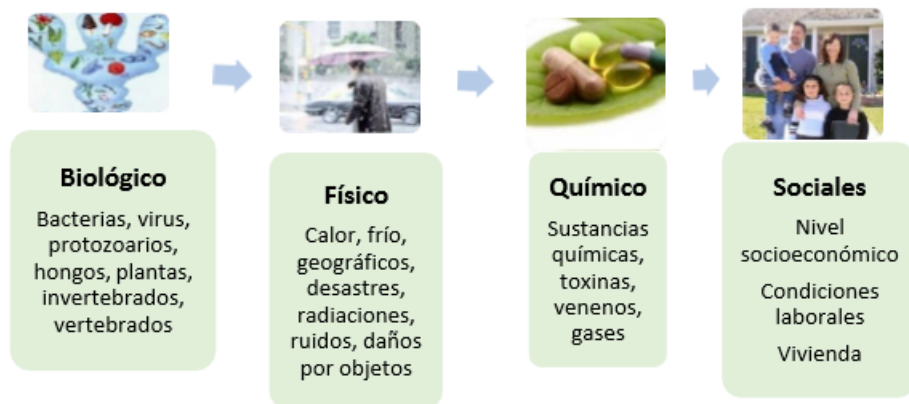 Biológico
Bacterias, virus,
protozoarios,
hongos, plantas,
invertebrados,
vertebrados
Físico
Calor, frío,
geográficos,
desastres,
radiaciones,
ruidos, daños
por objetos
Químico
Sustancias
químicas,
toxinas,
venenos,
gases
Sociales
Nivel
socioeconómico
Condiciones
laborales
Vivienda